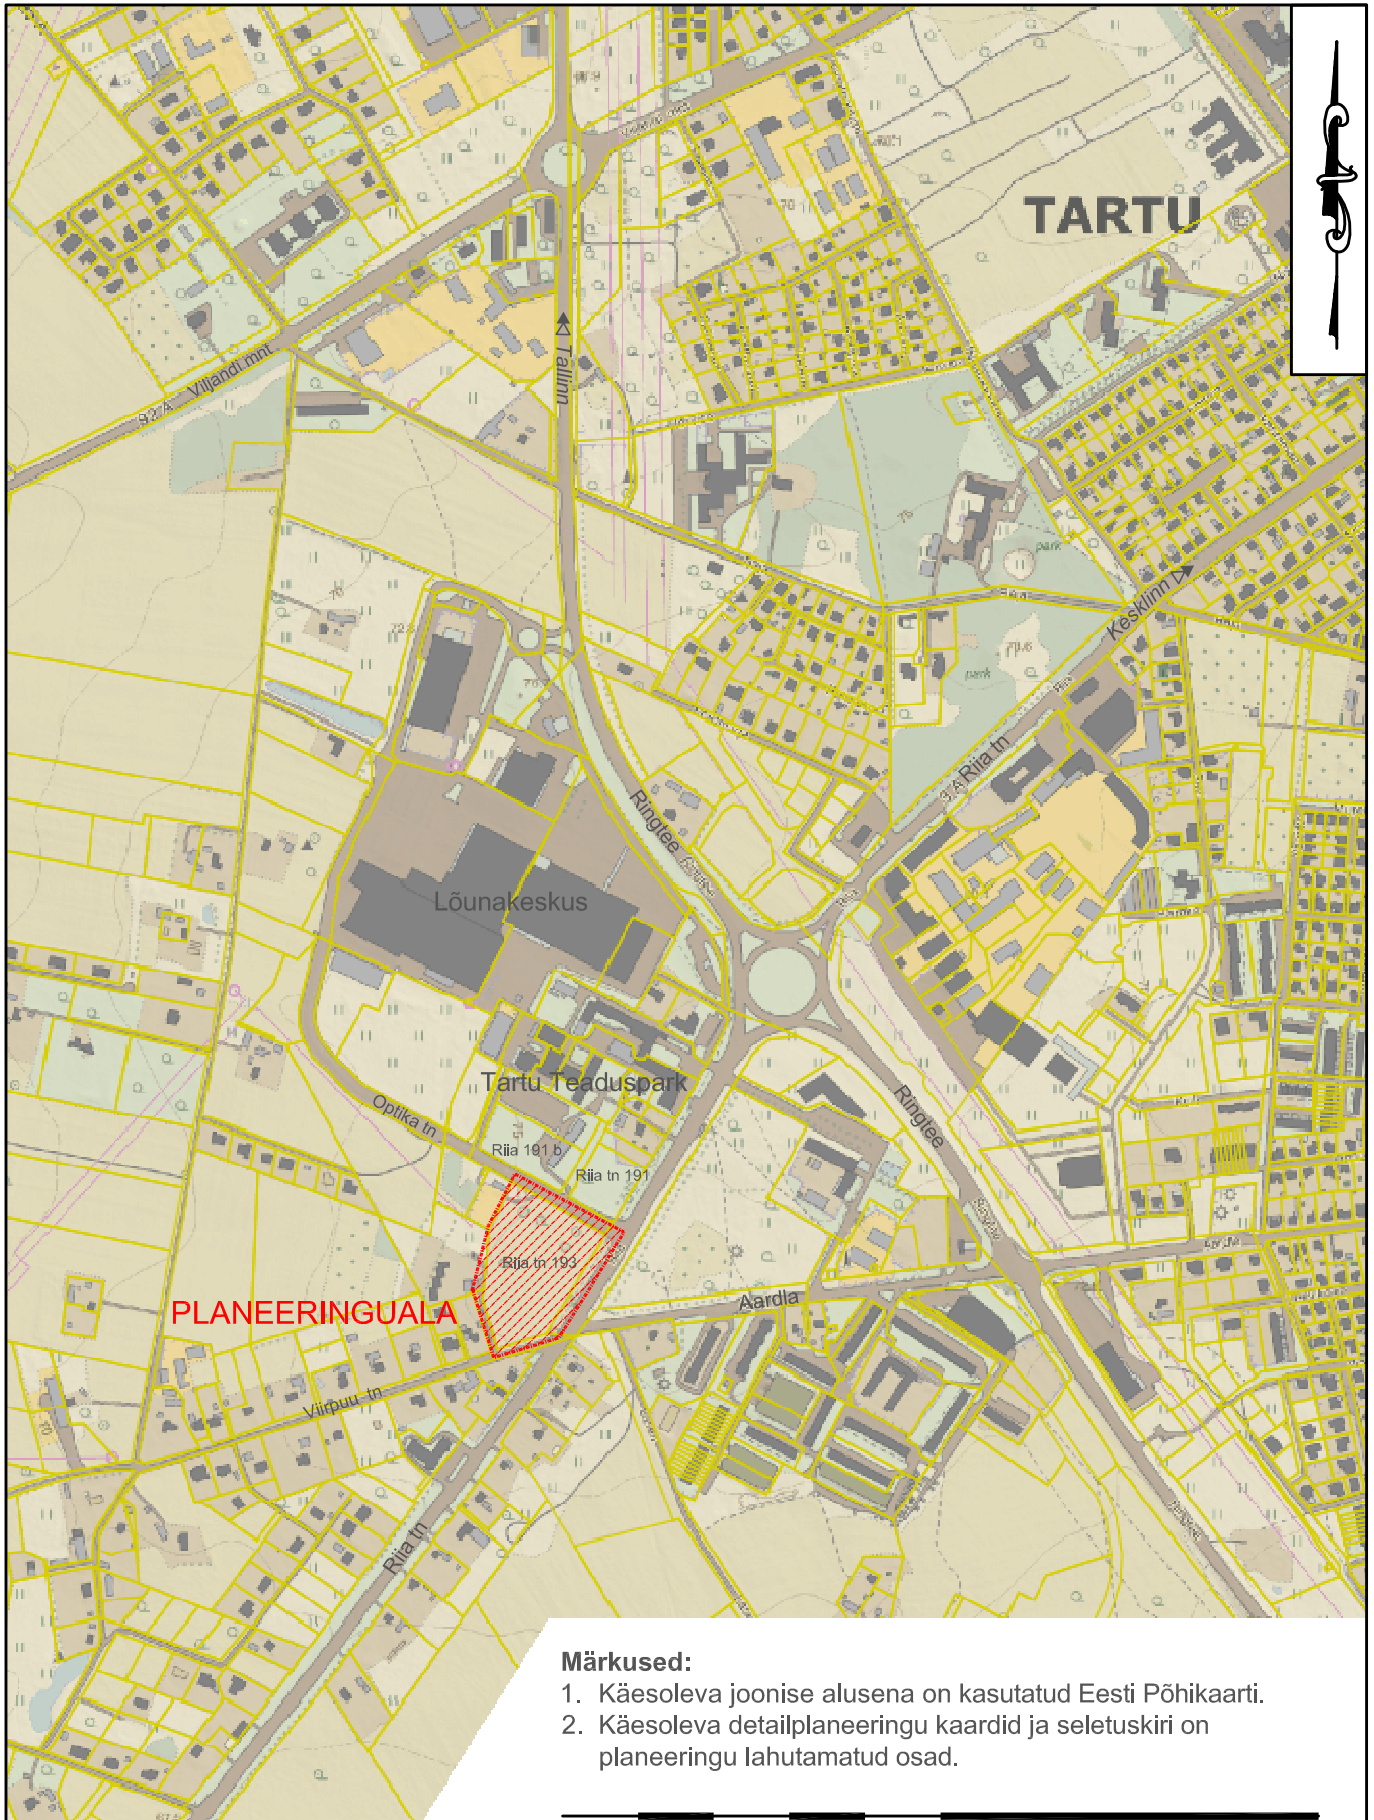 TARTU
92 A
Viljandi mnt
Tallinn
Kesklinn
park
park
Riia tn
Ringtee
Lõunakeskus
Tartu Teaduspark
Ringtee
Optika tn
Riia 191 b
Riia tn 191
Riia tn 193
PLANEERINGUALA
Aardla
Viirpuu tn
Riia tn
Märkused:
1. Käesoleva joonise alusena on kasutatud Eesti Põhikaarti.
2. Käesoleva detailplaneeringu kaardid ja seletuskiri on
planeeringu lahutamatud osad.